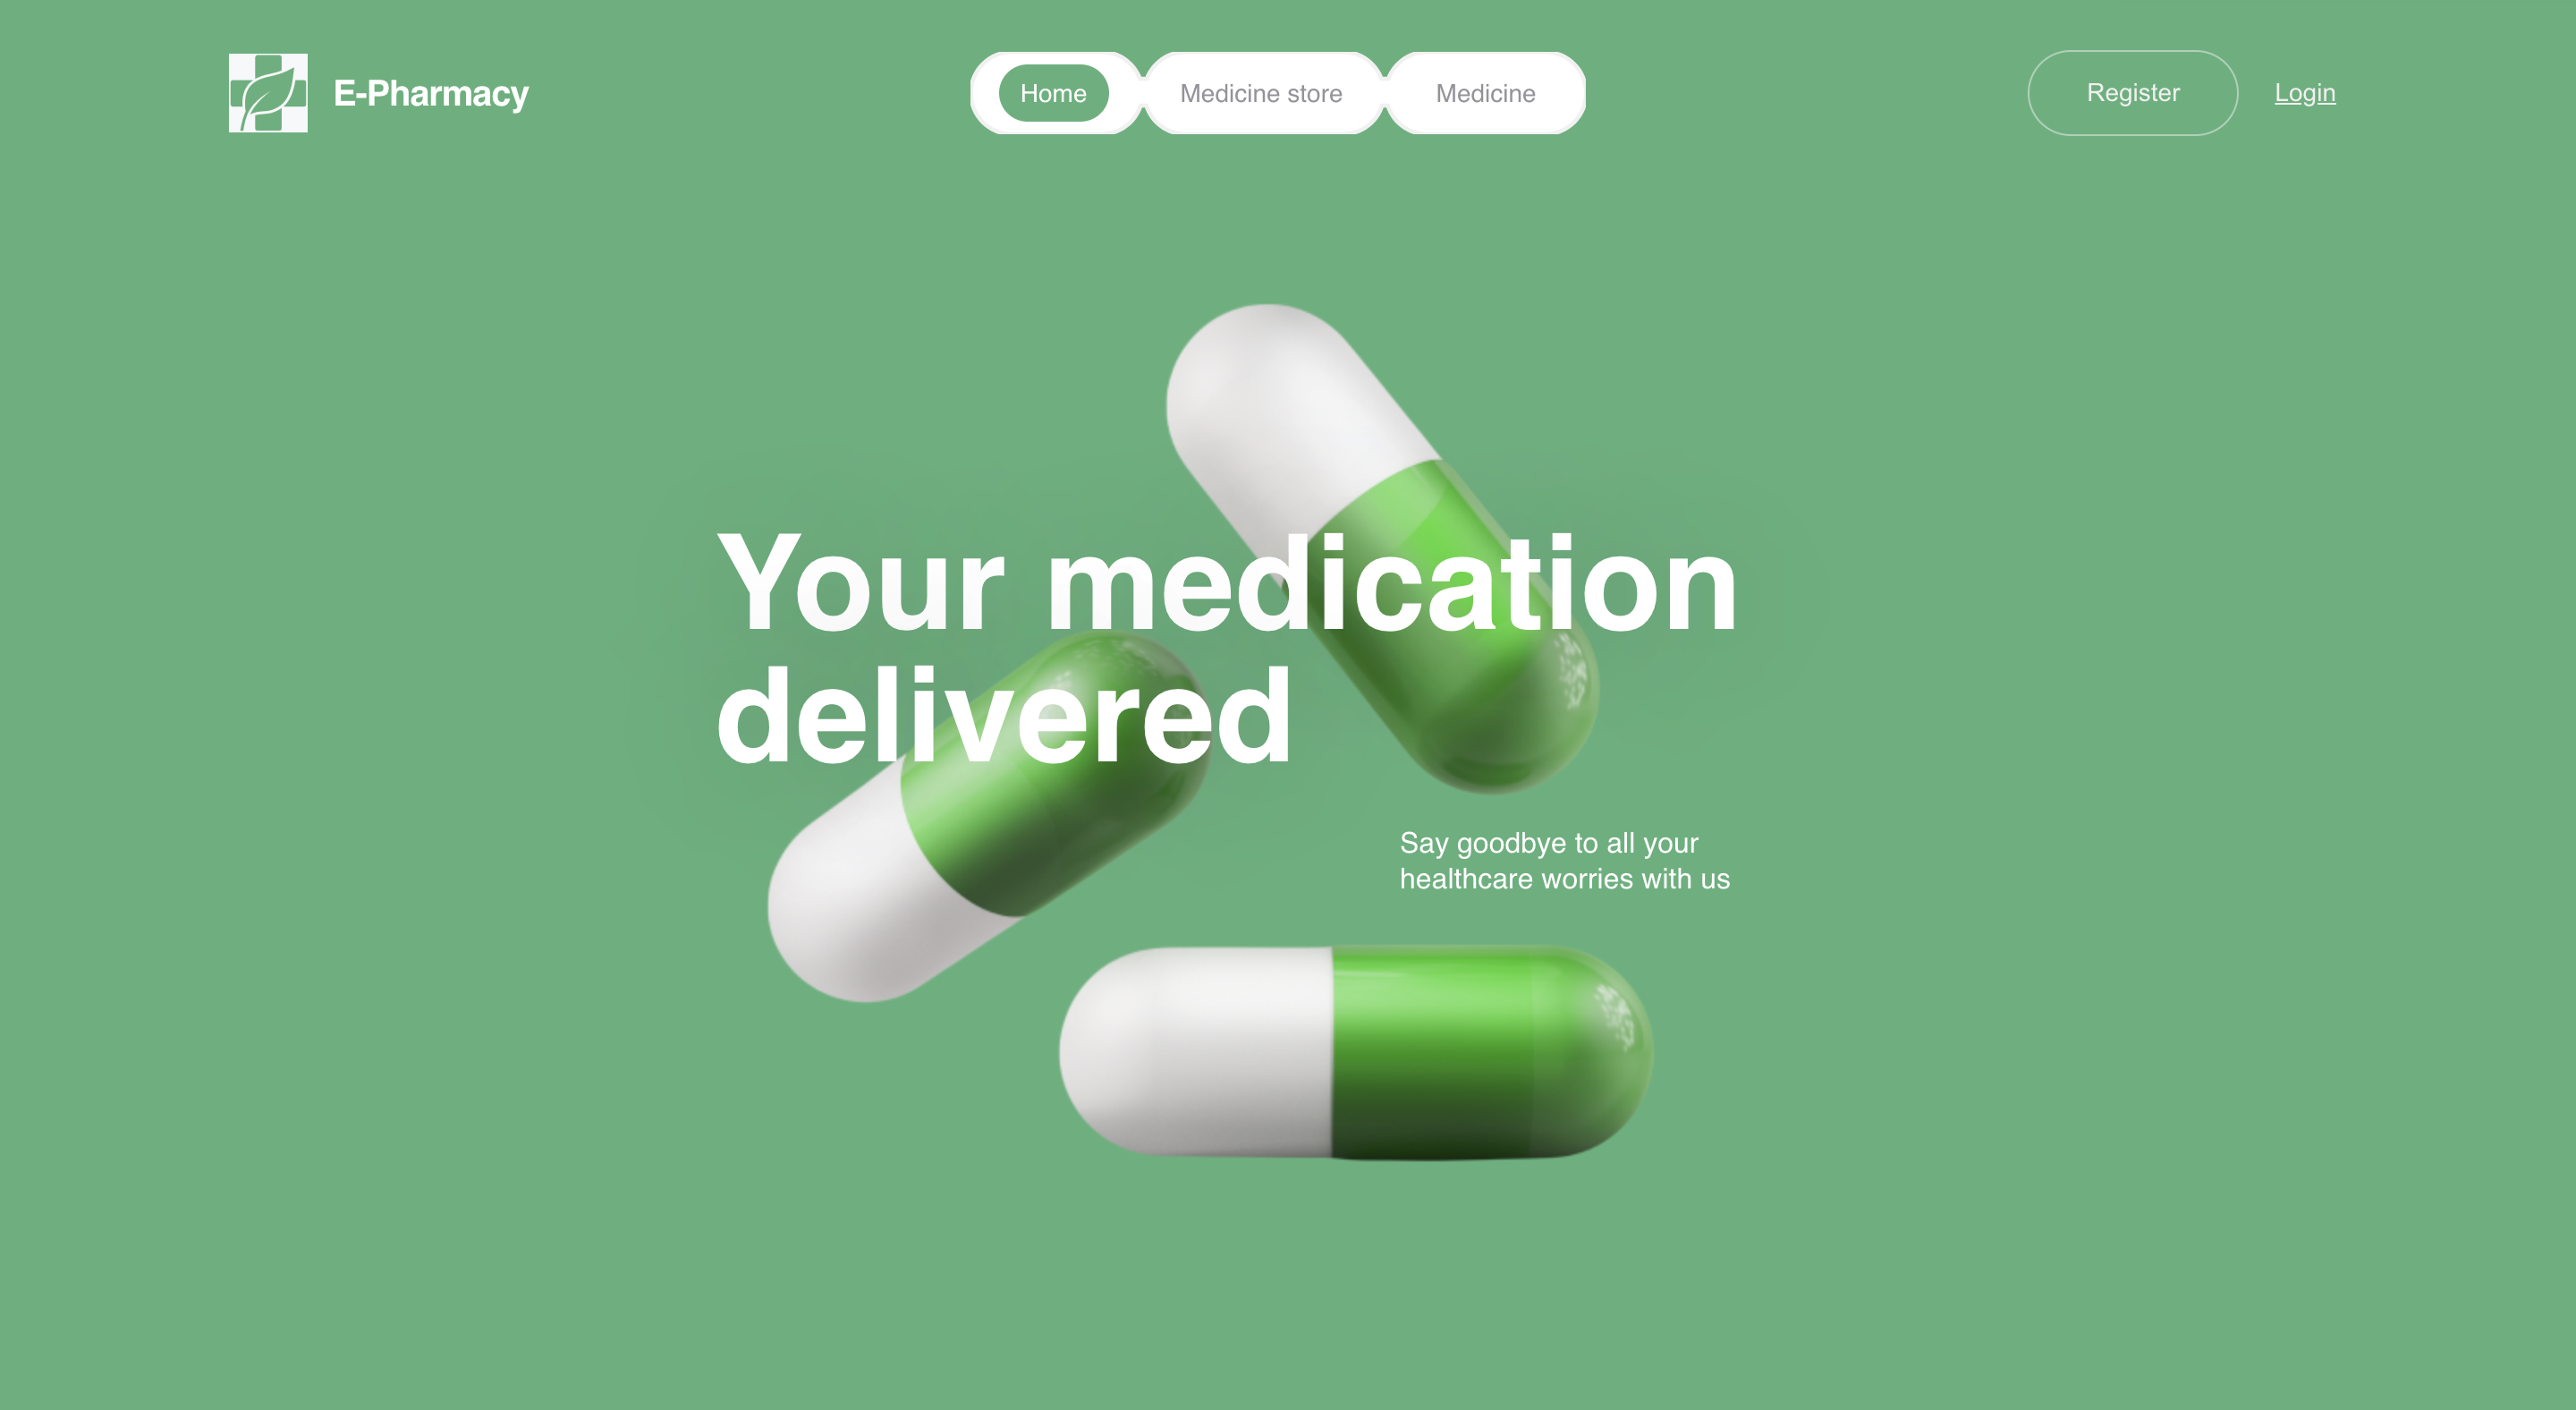 E-Pharmacy
Home
Medicine store
Medicine
Register
Login
Your medication
delivered
Say goodbye to all your
healthcare worries with us